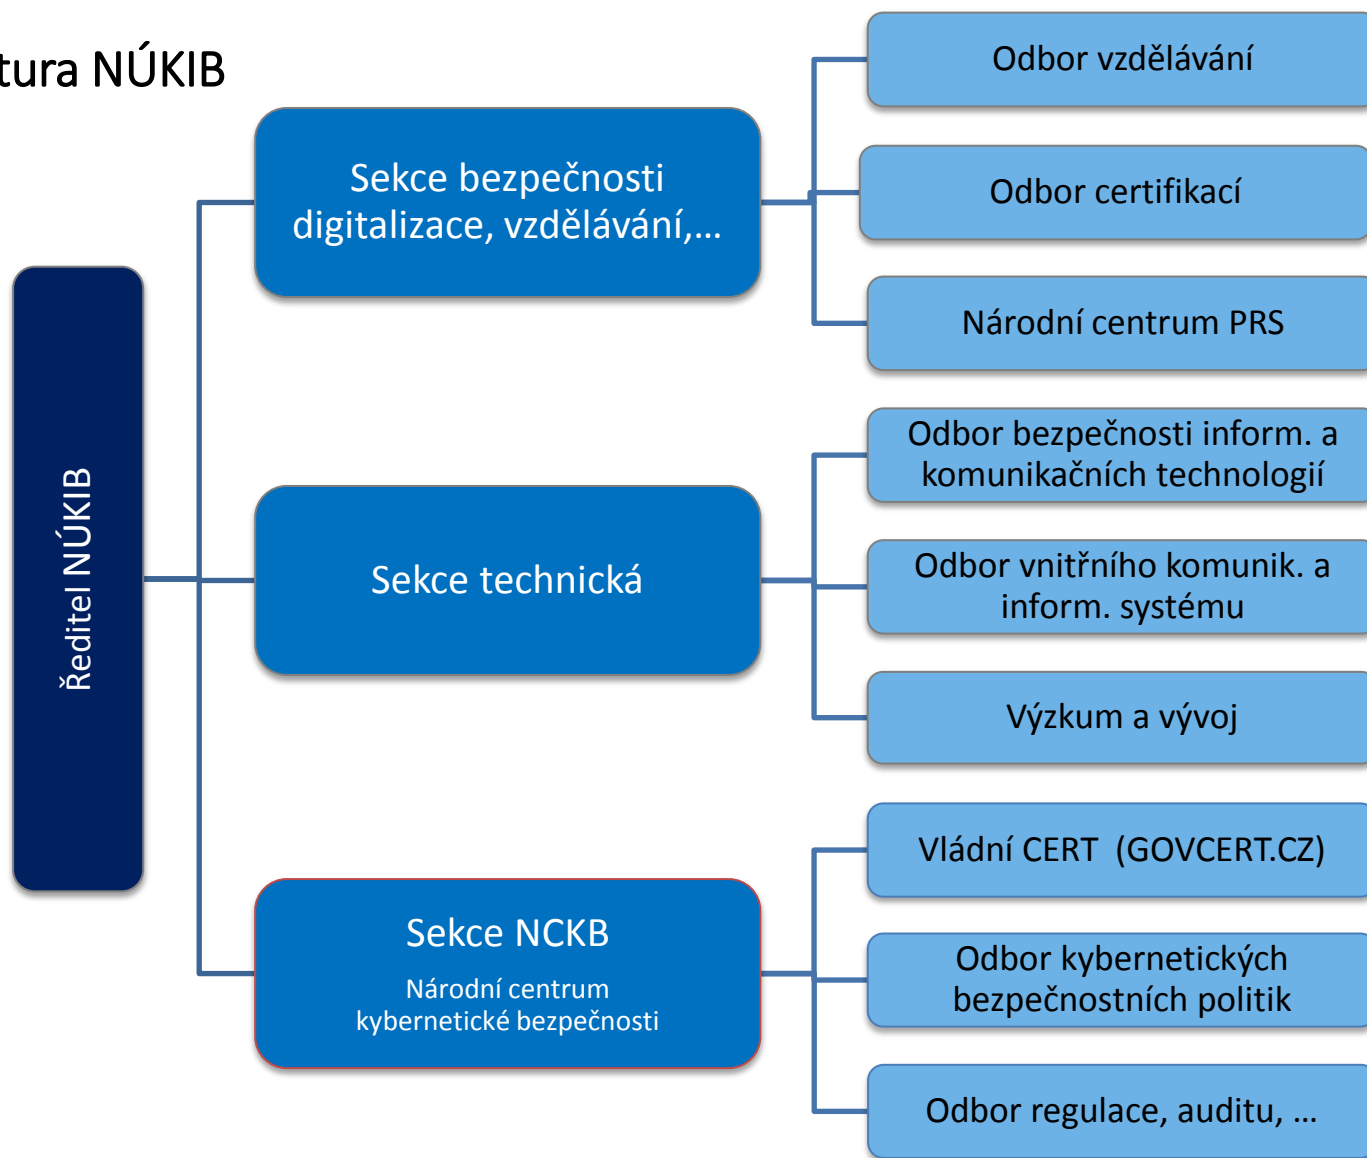 tura NÚKIB
Ředitel NÚKIB
Sekce bezpečnosti
digitalizace, vzdělávání,…
Odbor vzdělávání
Odbor certifikací
Národní centrum PRS
Sekce technická
Odbor bezpečnosti inform. a
komunikačních technologií
Odbor vnitřního komunik. a
inform. systému
Výzkum a vývoj
Sekce NCKB
Národní centrum
kybernetické bezpečnosti
Vládní CERT  (GOVCERT.CZ)
Odbor kybernetických
bezpečnostních politik
Odbor regulace, auditu, …